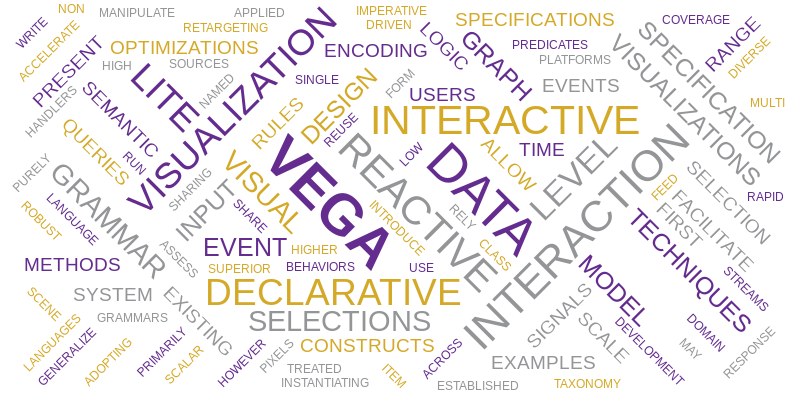 NON
MANIPULATE
APPLIED
IMPERATIVE
DRIVEN
SPECIFICATIONS
COVERAGE
WRITE
RETARGETING
ACCELERATE
OPTIMIZATIONS
ENCODING
LOGIC
GRAPH
PREDICATES
RANGE
DIVERSE
PRESENT
HIGH
SOURCES
PLATFORMS
SPECIFICATION
VISUALIZATIONS
LITE
VISUALIZATION
NAMED
SINGLE
FORM
USERS
EVENTS
MULTI
HANDLERS
SEMANTIC
RULES
DESIGN
REUSE
INTERACTIVE
QUERIES
RUN
TIME
LOW
ALLOW
PURELY
GRAMMAR
SHARING
VISUAL
VEGA
REACTIVE
DATA
LEVEL
INTERACTION
SELECTION
RAPID
FEED
FACILITATE
FIRST
ROBUST
LANGUAGE
INPUT
SHARE
INTRODUCE
RELY
CLASS
TECHNIQUES
ASSESS
EVENT
HIGHER
METHODS
SUPERIOR
BEHAVIORS
USE
MODEL
STREAMS
SYSTEM
DECLARATIVE
SCENE
GRAMMARS
EXISTING
SELECTIONS
SIGNALS
SCALE
DEVELOPMENT
DOMAIN
MAY
RESPONSE
LANGUAGES
GENERALIZE
ADOPTING
PRIMARILY
SCALAR
HOWEVER
PIXELS
CONSTRUCTS
ACROSS
EXAMPLES
TREATED
INSTANTIATING
ITEM
ESTABLISHED
TAXONOMY